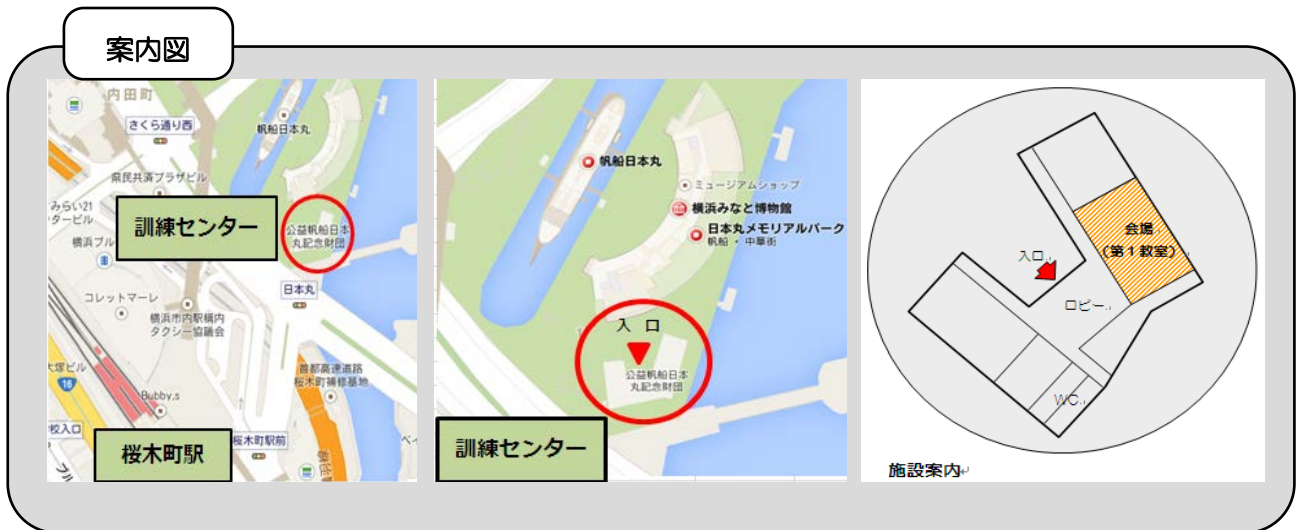 案内図
内田町
さくら通り西
帆船日本丸
県民共済プラザビル
みらい21
タービル
訓練センター
公益帆船日本
丸記念財団
横浜ブル
日本丸
コレットマーレ
横浜市内駅構内
タクシー協議会
大塚ビル
16
首都高速道路
桜木町補修基地
Bubby,s
校入口
桜木町駅前
桜木町駅
帆船日本丸
ミュージアムショップ
横浜みなと博物館
日本丸メモリアルパーク
帆船・中華街
入 口
公益帆船日本
丸記念財団
訓練センター
会場
(第1教室)
入口
ロビー
WC
施設案内